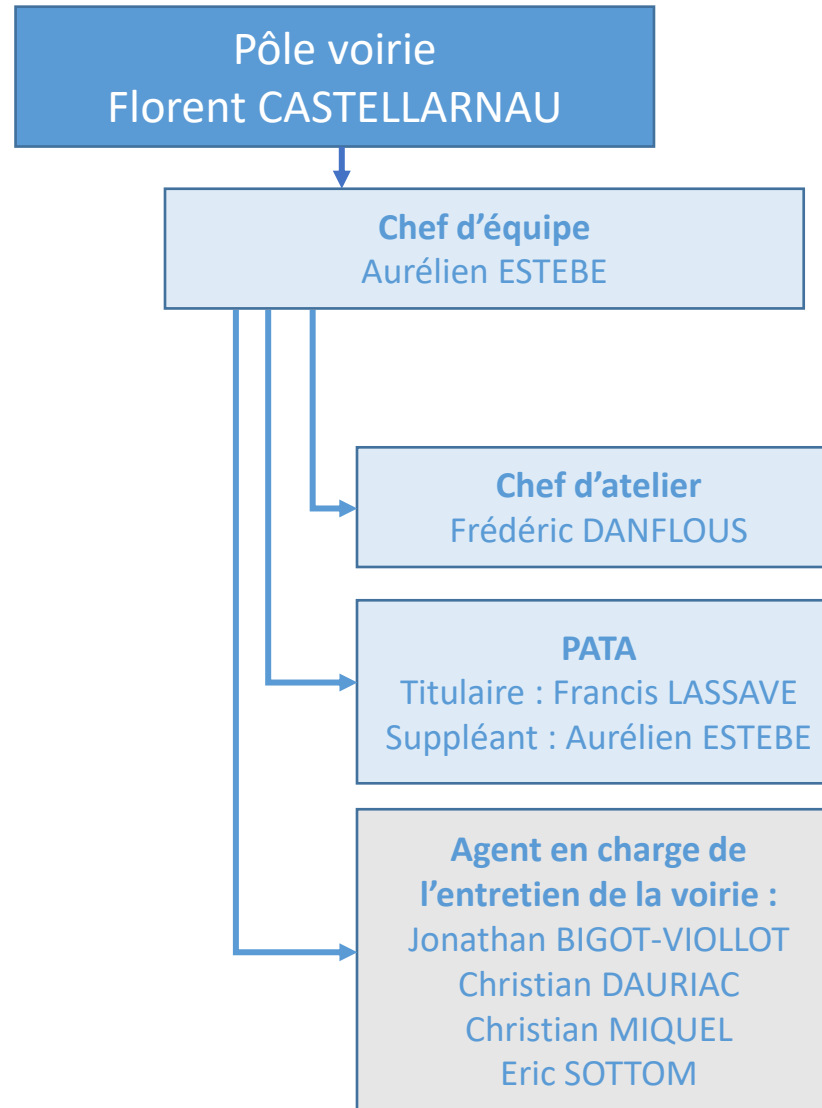 Pôle voirie
Florent CASTELLARNAU
Chef d’équipe
Aurélien ESTEBE
Chef d’atelier
Frédéric DANFLOUS
PATA
Titulaire : Francis LASSAVE
Suppléant : Aurélien ESTEBE
Agent en charge de
l’entretien de la voirie :
Jonathan BIGOT-VIOLLOT
Christian DAURIAC
Christian MIQUEL
Eric SOTTOM